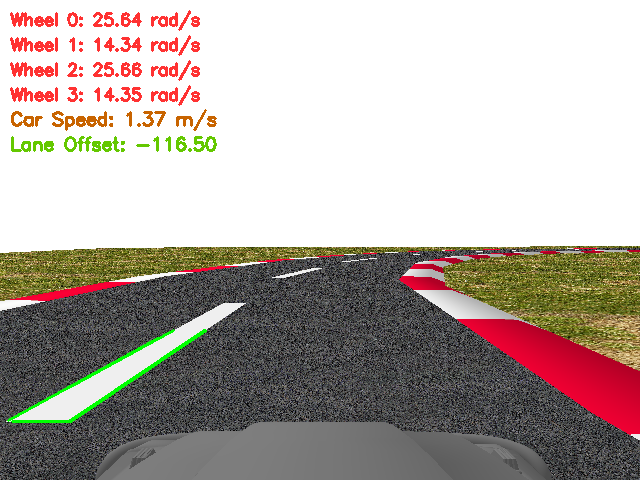 Wheel 0: 25.64 rad/s
Wheel 1: 14.34 rad/s
Wheel 2: 25.66 rad/s
Wheel 3: 14.35 rad/s
Car Speed: 1.37 m/s
Lane Offset: -116.50